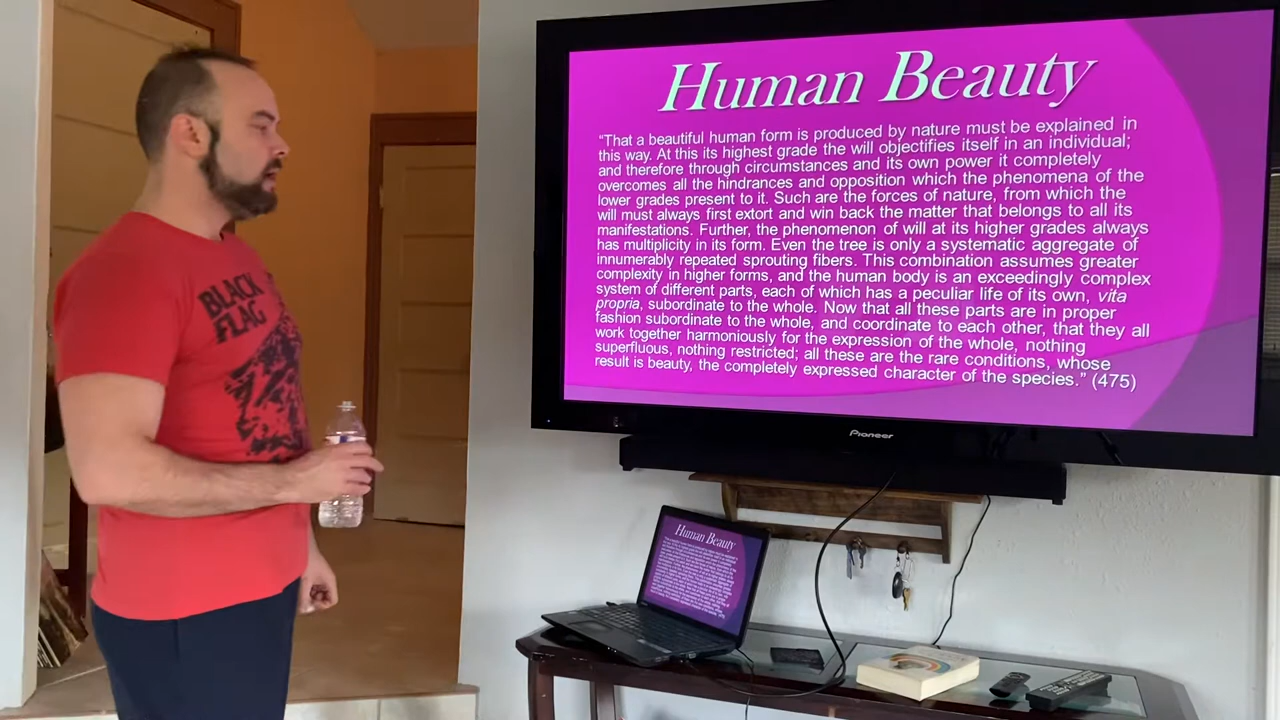 Human Beauty
“That a beautiful human form is produced by nature must be explained in
this way. At this its highest grade the will objectifies itself in an individual;
and therefore through circumstances and its own power it completely
overcomes all the hindrances and opposition which the phenomena of the
lower grades present to it. Such are the forces of nature, from which the
will must always first extort and win back the matter that belongs to all its
manifestations. Further, the phenomenon of will at its higher grades always
has multiplicity in its form. Even the tree is only a systematic aggregate of
innumerably repeated sprouting fibers. This combination assumes greater
complexity in higher forms, and the human body is an exceedingly complex
system of different parts, each of which has a peculiar life of its own, vita
propria, subordinate to the whole. Now that all these parts are in proper
fashion subordinate to the whole, and coordinate to each other, that they all
work together harmoniously for the expression of the whole, nothing
superfluous, nothing restricted; all these are the rare conditions, whose
result is beauty, the completely expressed character of the species.” (475)
Pioneer
BLACK
FLAG
Human Beauty